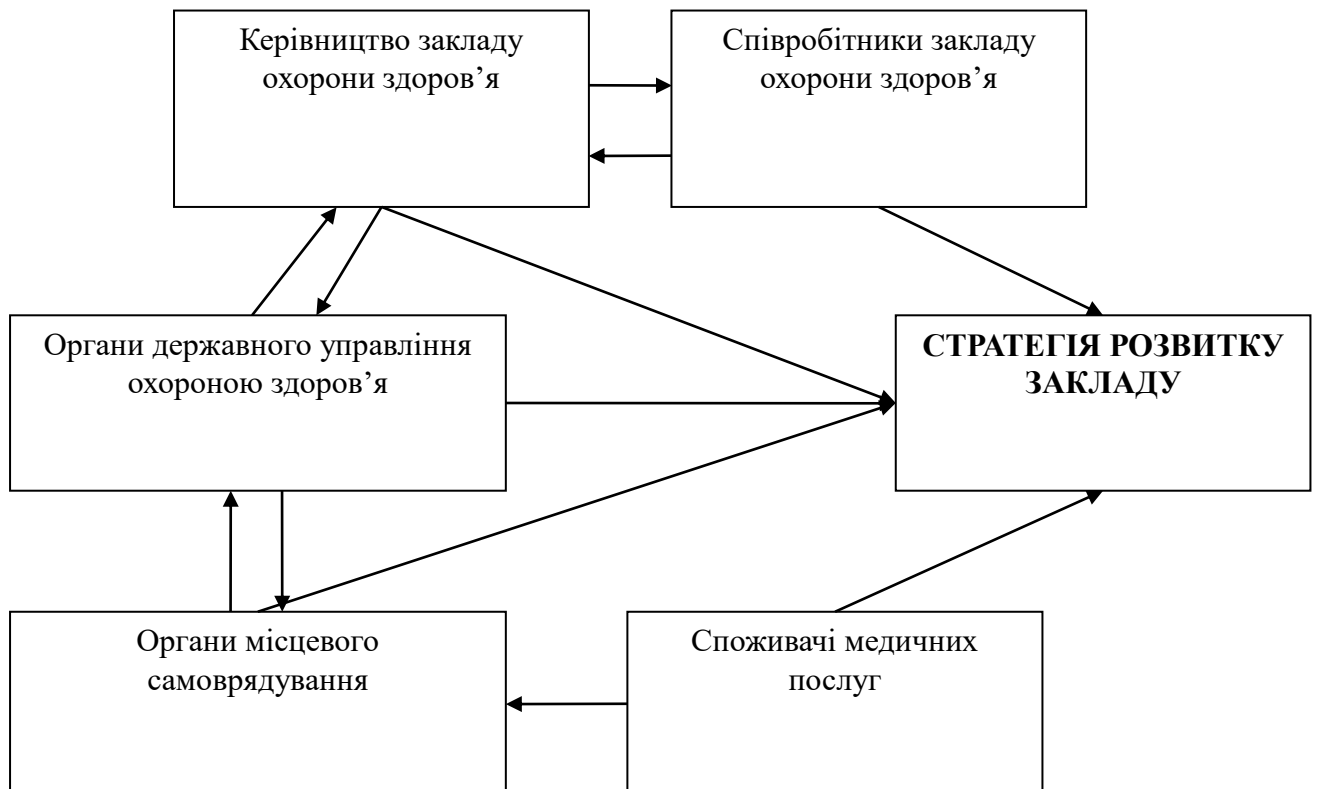 Керівництво закладу
охорони здоров’я
Співробітники закладу
охорони здоров’я
Органи державного управління
охороною здоров’я
СТРАТЕГІЯ РОЗВИТКУ
ЗАКЛАДУ
Органи місцевого
самоврядування
Споживачі медичних
послуг